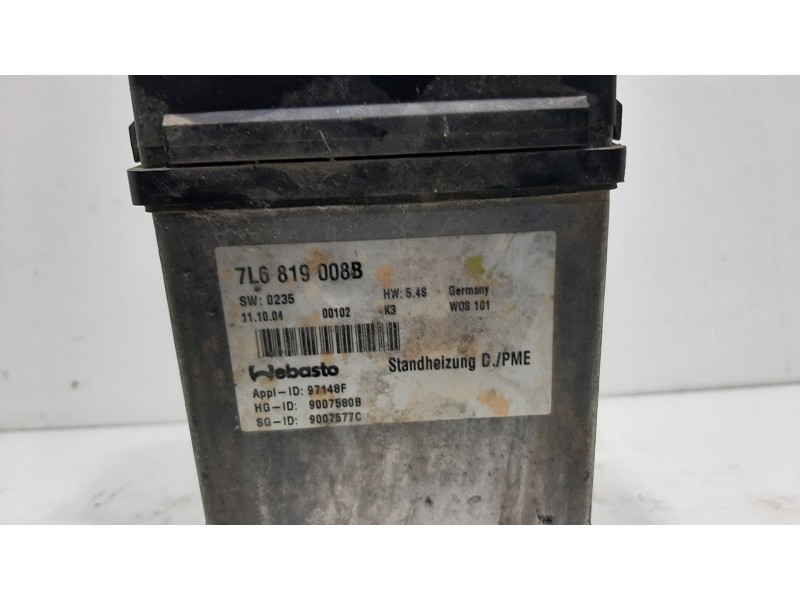 7L6 819 008B
SW: 0235 HW: 5.4S Germany
11.10.04 00102 K3 WOS 101
Webasto Standheizung D./PME
Appl-ID: 97148F
HG-ID: 9007580B
SG-ID: 9007577C